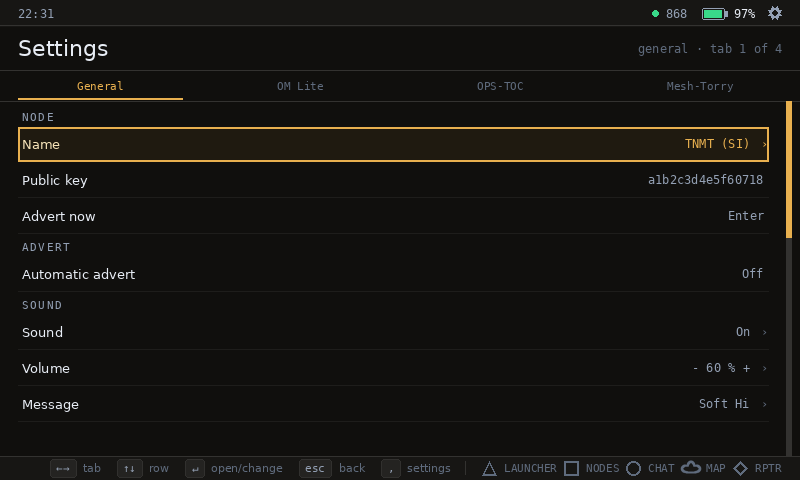 22:31 868 97%
Settings general · tab 1 of 4
General OM Lite OPS-TOC Mesh-Torry
NODE
Name TNMT (SI) ›
Public key a1b2c3d4e5f60718
Advert now Enter
ADVERT
Automatic advert Off
SOUND
Sound On ›
Volume - 60 % + ›
Message Soft Hi ›
←→ tab ↑↓ row ↵ open/change esc back , settings LAUNCHER NODES CHAT MAP RPTR